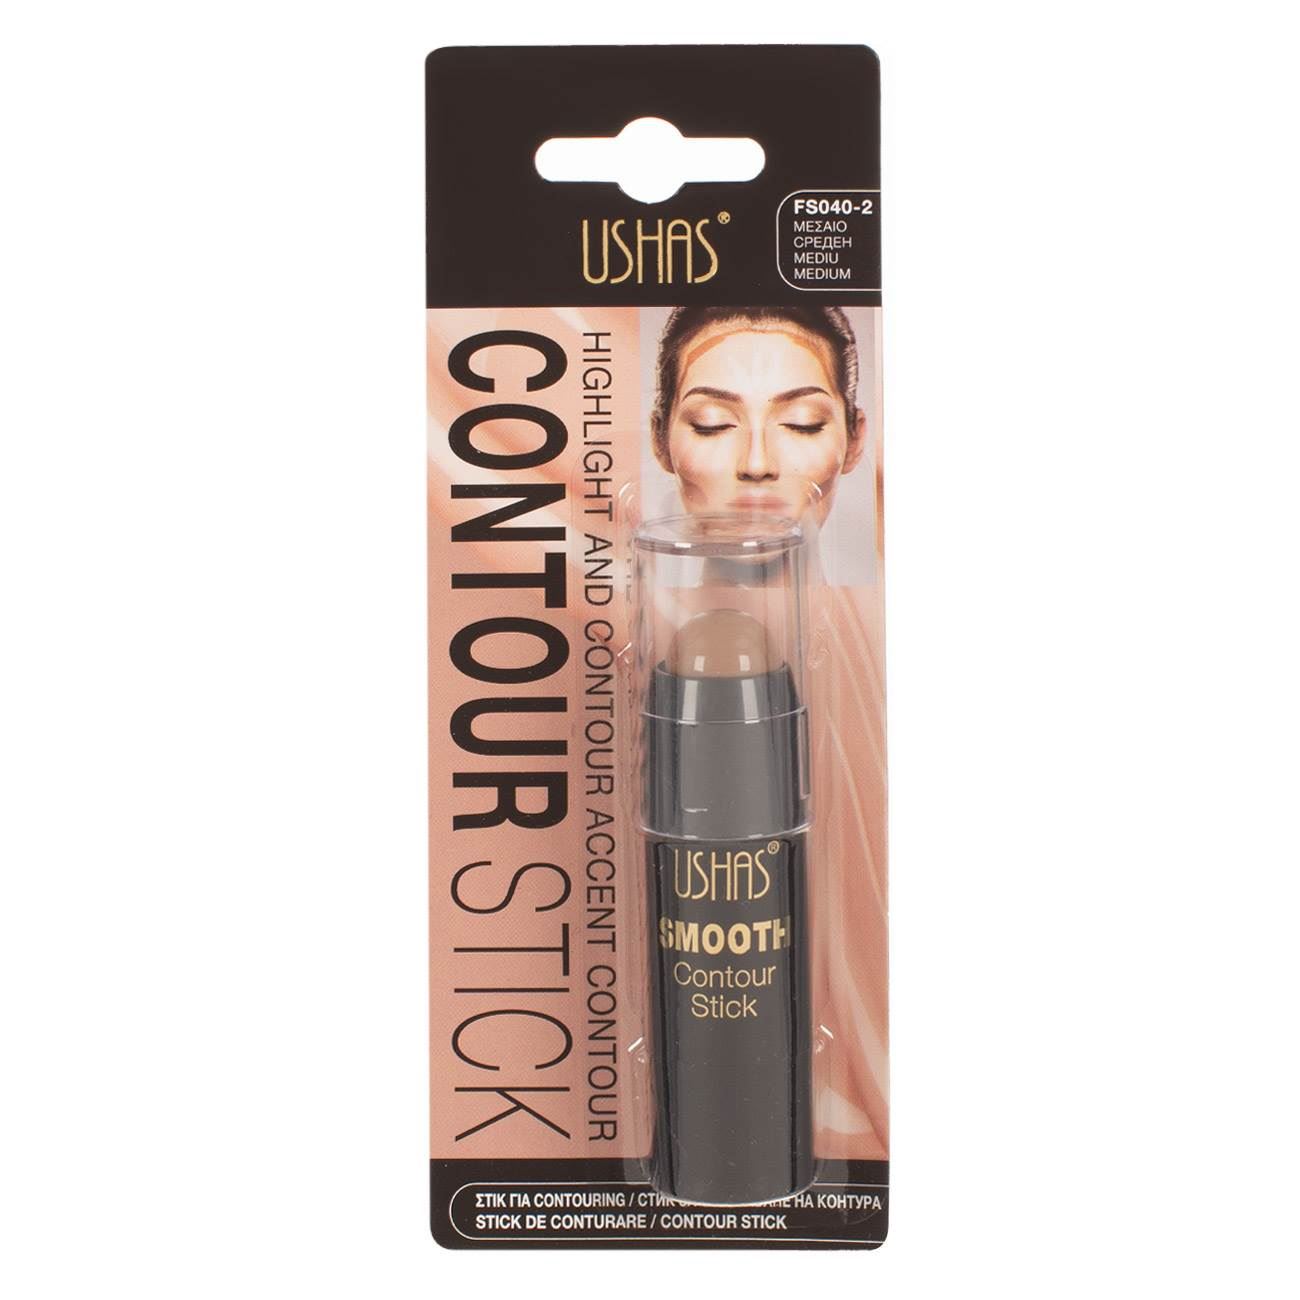 USHAS®
FS040-2
ΜΕΣΑΙΟ
СРЕДЕН
MEDIU
MEDIUM
CONTOUR STICK
HIGHLIGHT AND CONTOUR ACCENT CONTOUR
USHAS®
SMOOTH
Contour
Stick
ΣΤΙΚ ΓΙΑ CONTOURING / СТИК НА КОНТУРА
STICK DE CONTURARE / CONTOUR STICK